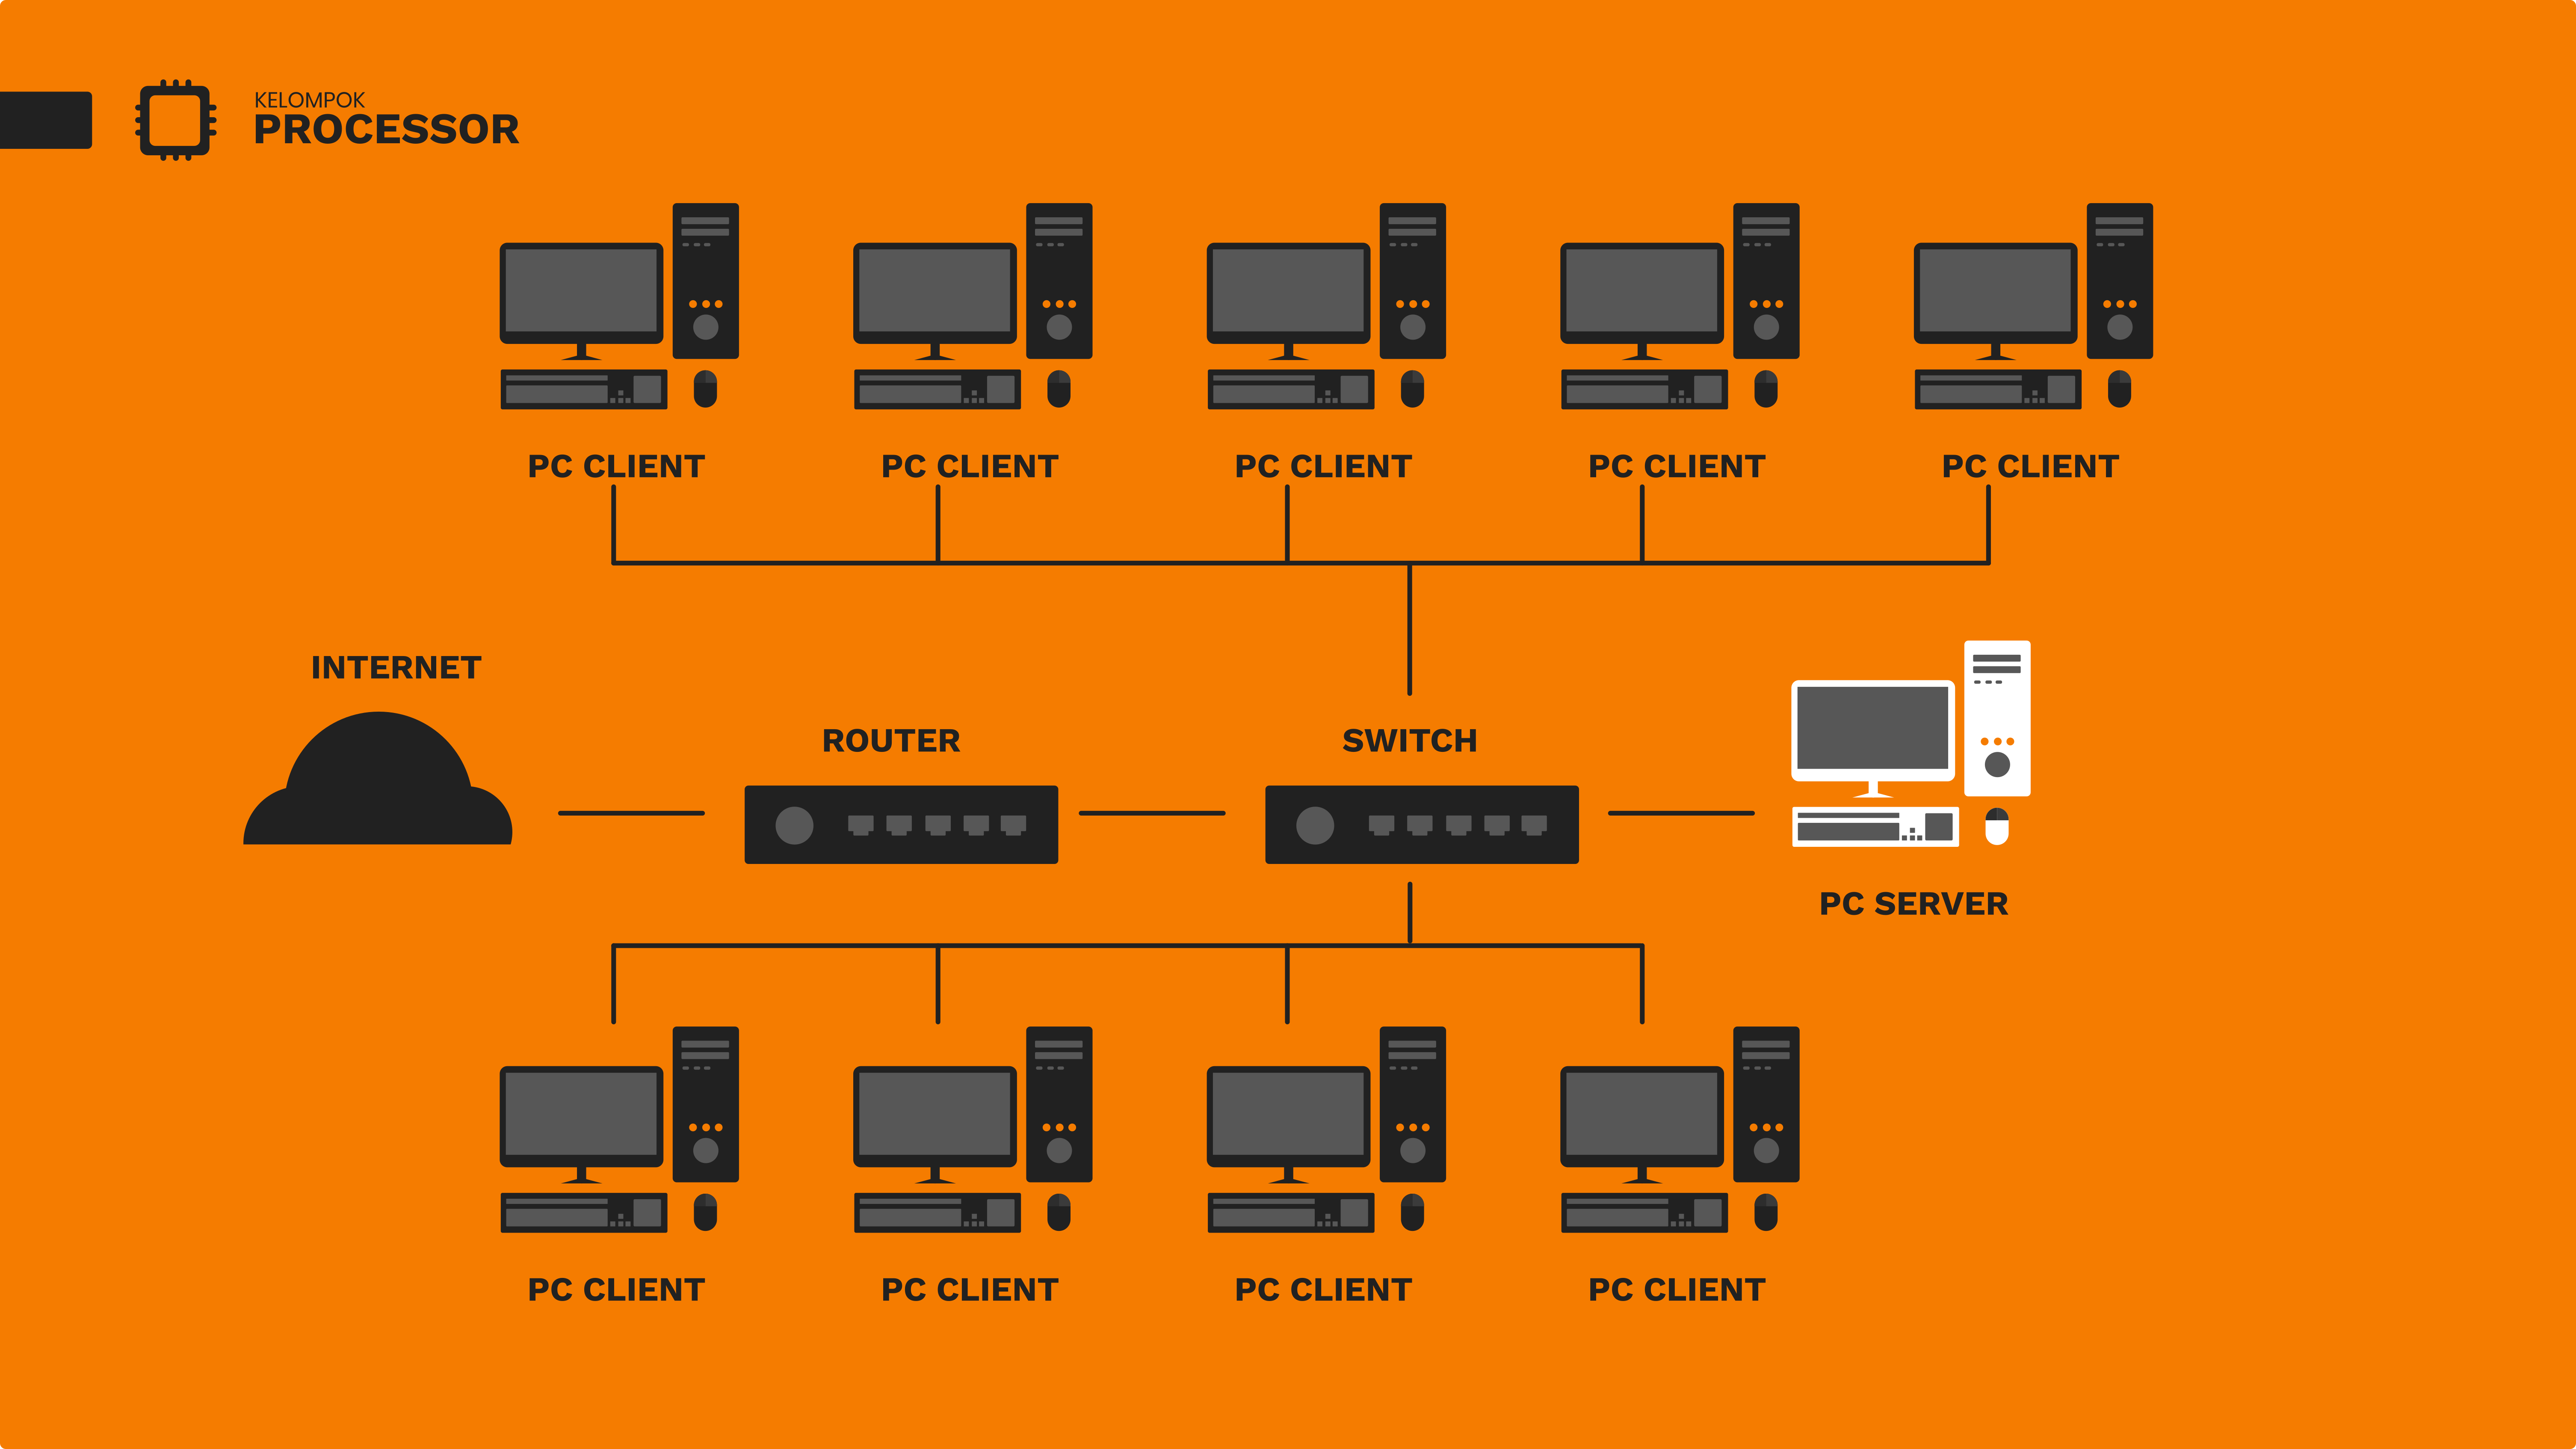 KELOMPOK
PROCESSOR
PC CLIENT
PC CLIENT
PC CLIENT
PC CLIENT
PC CLIENT
INTERNET
ROUTER
SWITCH
PC SERVER
PC CLIENT
PC CLIENT
PC CLIENT
PC CLIENT